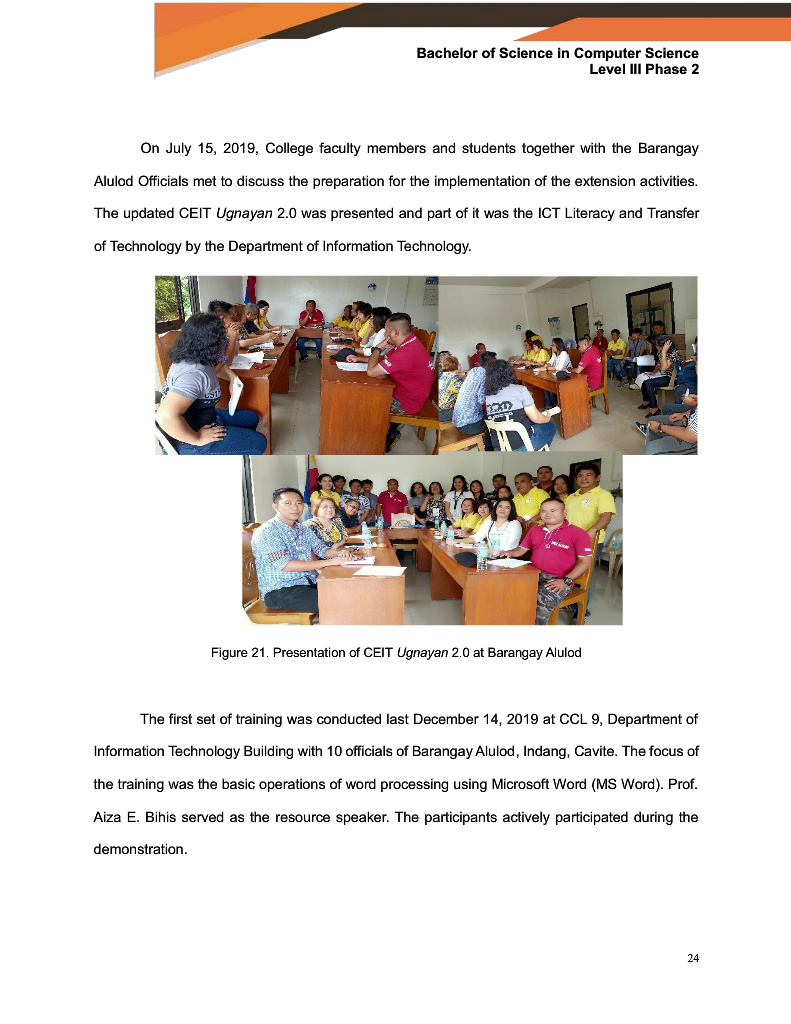 Bachelor of Science in Computer Science
Level III Phase 2
On July 15, 2019, College faculty members and students together with the Barangay
Alulod Officials met to discuss the preparation for the implementation of the extension activities.
The updated CEIT Ugnayan 2.0 was presented and part of it was the ICT Literacy and Transfer
of Technology by the Department of Information Technology.
Figure 21. Presentation of CEIT Ugnayan 2.0 at Barangay Alulod
The first set of training was conducted last December 14, 2019 at CCL 9, Department of
Information Technology Building with 10 officials of Barangay Alulod, Indang, Cavite. The focus of
the training was the basic operations of word processing using Microsoft Word (MS Word). Prof.
Aiza E. Bihis served as the resource speaker. The participants actively participated during the
demonstration.
24